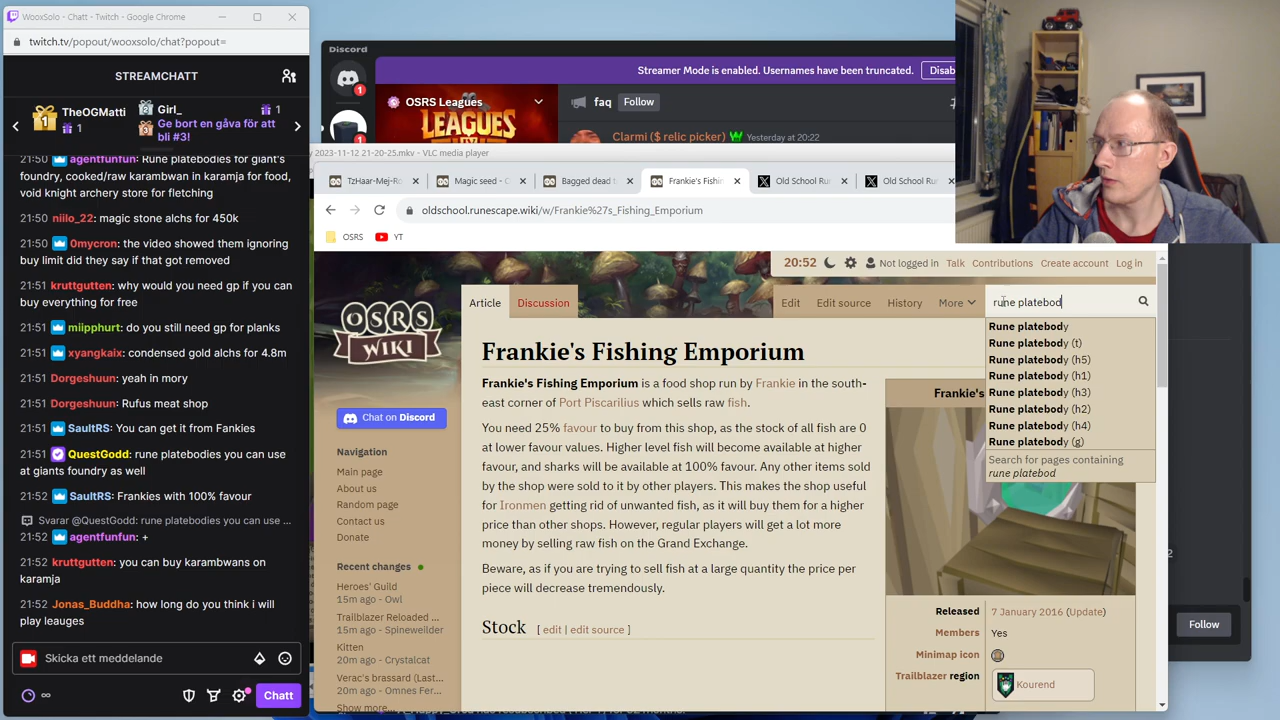 WooxSolo - Chatt - Twitch - Google Chrome
twitch.tv/popout/wooxsolo/chat?popout=
STREAMCHATT
TheOGMatti
1
Girl_ 1
Ge bort en gåva för att
bli #3!
21:50 agentfunfun: Rune platebodies for giant's
foundry, cooked/raw karambwan in karamja for food,
void knight archery gear for fletching
21:50 niilo_22: magic stone alchs for 450k
21:50 0mycron: the video showed them ignoring
buy limit did they say if that got removed
21:50 kruttgutten: why would you need gp if you can
buy everything for free
21:51 miipphurt: do you still need gp for planks
21:51 xyangkaix: condensed gold alchs for 4.8m
21:51 Dorgeshuun: yeah in mory
21:51 Dorgeshuun: Rufus meat shop
21:51 SaultRS: You can get it from Fankies
21:51 QuestGodd: rune platebodies you can use
at giants foundry as well
21:51 SaultRS: Frankies with 100% favour
Svarar @QuestGodd: rune platebodies you can use ...
21:52 agentfunfun: +
21:52 kruttgutten: you can buy karambwans on
karamja
21:52 Jonas_Buddha: how long do you think i will
play leauges
Skicka ett meddelande
∞
Chatt
Discord
Streamer Mode is enabled. Usernames have been truncated.
Disab
1
OSRS Leagues
faq
Follow
Clarmi ($ relic picker)
Yesterday at 20:22
2023-11-12 21-20-25.mkv - VLC media player
TzHaar-Mej-Ro
Magic seed - O
Bagged dead t
Frankie's Fishin
Old School Run
Old School Run
oldschool.runescape.wiki/w/Frankie%27s_Fishing_Emporium
OSRS
YT
20:52
Not logged in
Talk
Contributions
Create account
Log in
OSRS
WIKI
Article
Discussion
Edit
Edit source
History
More
rune platebod
Rune platebody
Rune platebody (t)
Rune platebody (h5)
Rune platebody (h1)
Rune platebody (h3)
Rune platebody (h2)
Rune platebody (h4)
Rune platebody (g)
Search for pages containing
rune platebod
Frankie's Fishing Emporium
Frankie's Fishing Emporium is a food shop run by Frankie in the south-
east corner of Port Piscarilius which sells raw fish.
You need 25% favour to buy from this shop, as the stock of all fish are 0
at lower favour values. Higher level fish will become available at higher
favour, and sharks will be available at 100% favour. Any other items sold
by the shop were sold to it by other players. This makes the shop useful
for Ironmen getting rid of unwanted fish, as it will buy them for a higher
price than other shops. However, regular players will get a lot more
money by selling raw fish on the Grand Exchange.
Beware, as if you are trying to sell fish at a large quantity the price per
piece will decrease tremendously.
Stock [ edit | edit source ]
Frankie's
Released
7 January 2016 (Update)
Members
Yes
Minimap icon
Trailblazer region
Kourend
Chat on Discord
Navigation
Main page
About us
Random page
Contact us
Donate
Recent changes
Heroes' Guild
15m ago - Owl
Trailblazer Reloaded ...
15m ago - Spineweilder
Kitten
20m ago - Crystalcat
Verac's brassard (Last...
20m ago - Omnes Fer...
Show more...
Follow